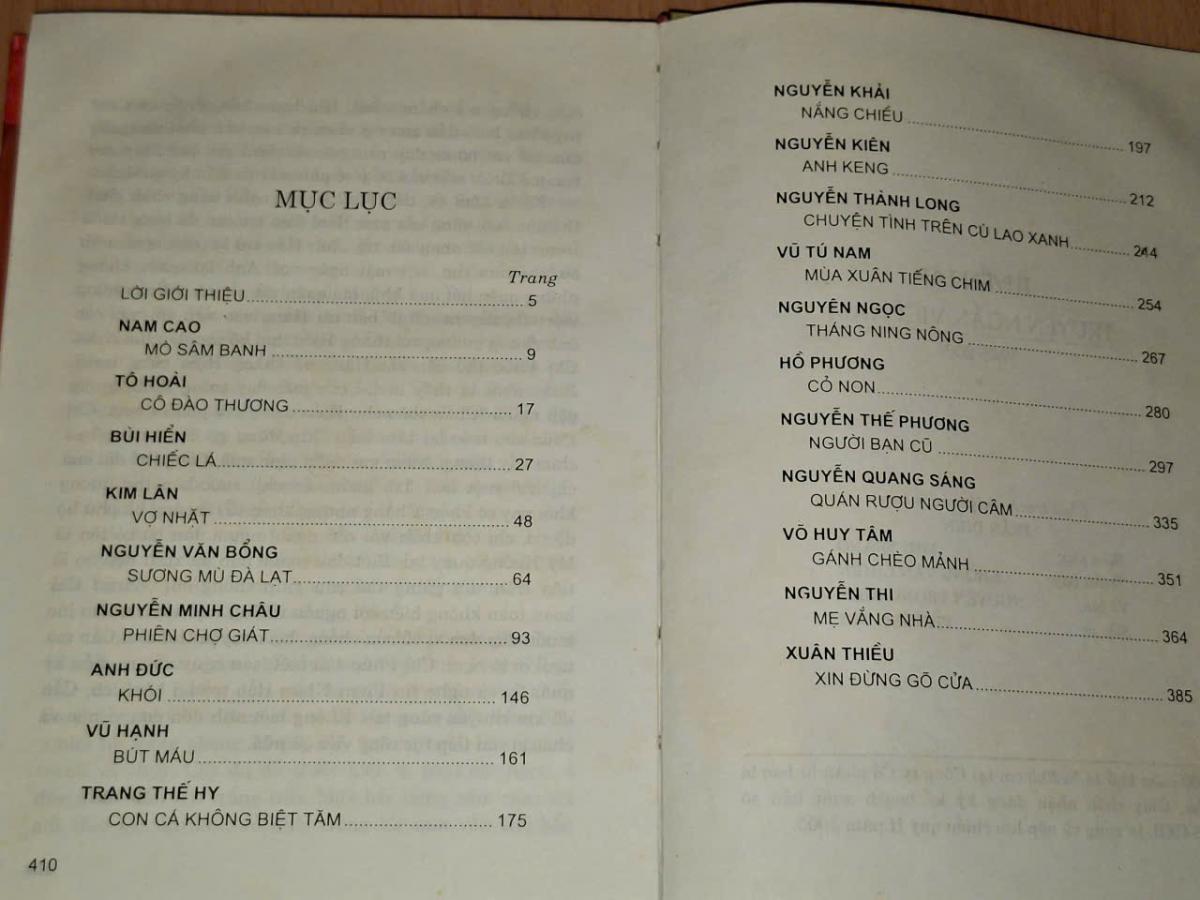 MỤC LỤC
Trang
LỜI GIỚI THIỆU 5
NAM CAO
MÒ SÂM BANH 9
TÔ HOÀI
CÔ ĐÀO THƯƠNG 17
BÙI HIỂN
CHIẾC LÁ 27
KIM LÂN
VỢ NHẶT 48
NGUYỄN VĂN BỔNG
SƯƠNG MÙ ĐÀ LẠT 64
NGUYỄN MINH CHÂU
PHIÊN CHỢ GIÁT 93
ANH ĐỨC
KHÓI 146
VŨ HẠNH
BÚT MÁU 161
TRANG THẾ HY
CON CÁ KHÔNG BIỆT TĂM 175
410
NGUYỄN KHẢI
NẮNG CHIỀU 197
NGUYỄN KIÊN
ANH KENG 212
NGUYỄN THÀNH LONG
CHUYỆN TÌNH TRÊN CÙ LAO XANH 244
VŨ TÚ NAM
MÙA XUÂN TIẾNG CHIM 254
NGUYÊN NGỌC
THÁNG NING NÔNG 267
HỒ PHƯƠNG
CỎ NON 280
NGUYỄN THẾ PHƯƠNG
NGƯỜI BẠN CŨ 297
NGUYỄN QUANG SÁNG
QUÁN RƯỢU NGƯỜI CÂM 335
VÕ HUY TÂM
GÁNH CHÈO MẢNH 351
NGUYỄN THI
MẸ VẮNG NHÀ 364
XUÂN THIỀU
XIN ĐỪNG GÕ CỬA 385